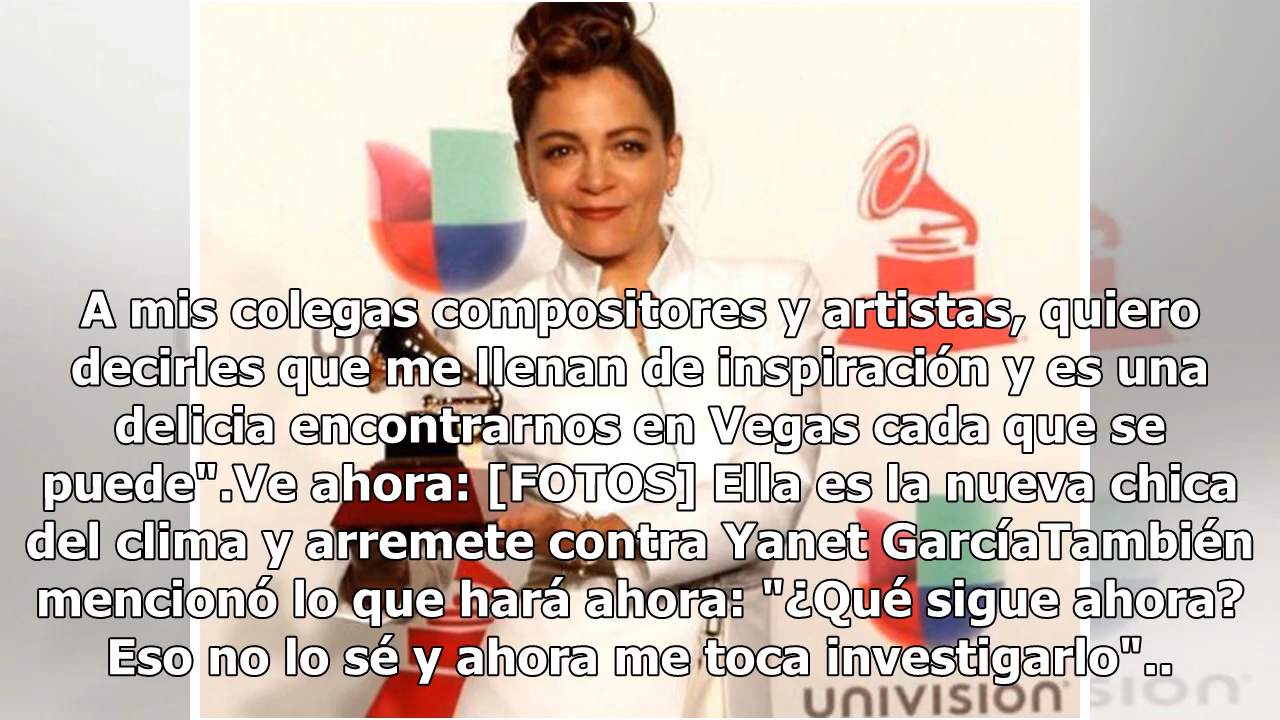 A mis colegas compositores y artistas, quiero
decirles que me llenan de inspiración y es una
delicia encontrarnos en Vegas cada que se
puede".Ve ahora: [FOTOS] Ella es la nueva chica
del clima y arremete contra Yanet GarcíaTambién
mencionó lo que hará ahora: "¿Qué sigue ahora?
Eso no lo sé y ahora me toca investigarlo"..
univision